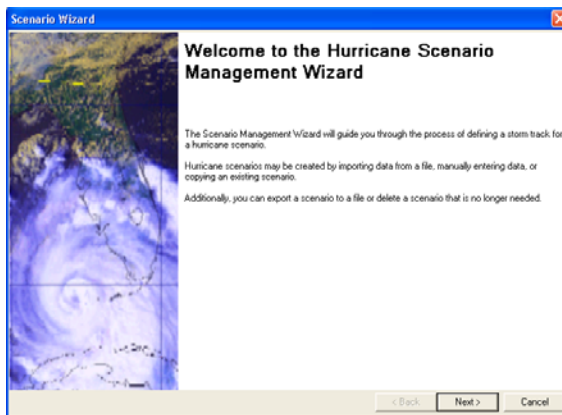 Scenario Wizard
Welcome to the Hurricane Scenario
Management Wizard
The Scenario Management Wizard will guide you through the process of defining a storm track for
a hurricane scenario.
Hurricane scenarios may be created by importing data from a file, manually entering data, or
copying an existing scenario.
Additionally, you can export a scenario to a file or delete a scenario that is no longer needed.
< Back
Next >
Cancel